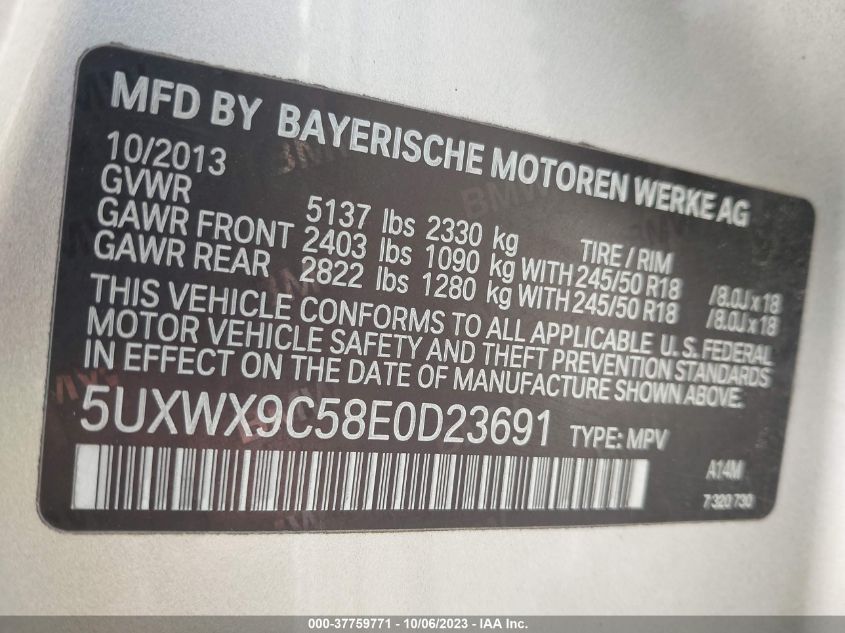 MFD BY BAYERISCHE MOTOREN WERKE AG
10/2013
GVWR 5137 lbs 2330 kg TIRE / RIM
GAWR FRONT 2403 lbs 1090 kg WITH 245/50 R18 /8.0J x 18
GAWR REAR 2822 lbs 1280 kg WITH 245/50 R18 /8.0J x 18
THIS VEHICLE CONFORMS TO ALL APPLICABLE U.S. FEDERAL
MOTOR VEHICLE SAFETY AND THEFT PREVENTION STANDARDS
IN EFFECT ON THE DATE OF MANUFACTURE SHOWN ABOVE.
5UXWX9C58E0D23691 TYPE: MPV
A14M
7 320 730
000-37759771 - 10/06/2023 - IAA Inc.